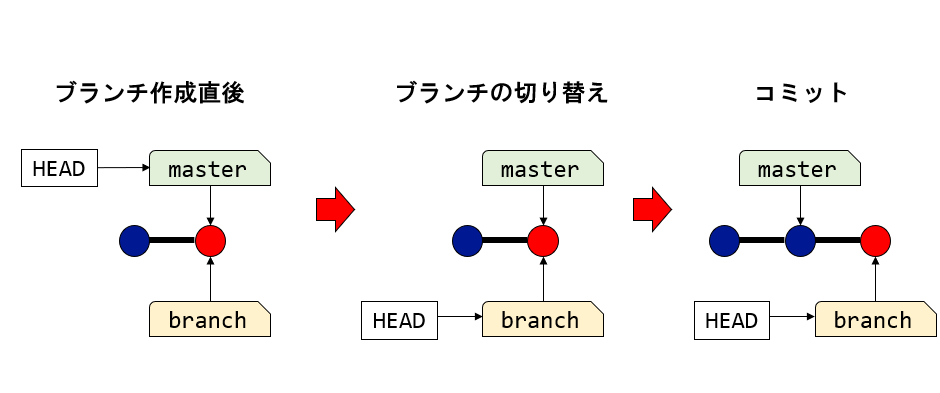 ブランチ作成直後
HEAD
master
branch
ブランチの切り替え
master
HEAD
branch
コミット
master
HEAD
branch